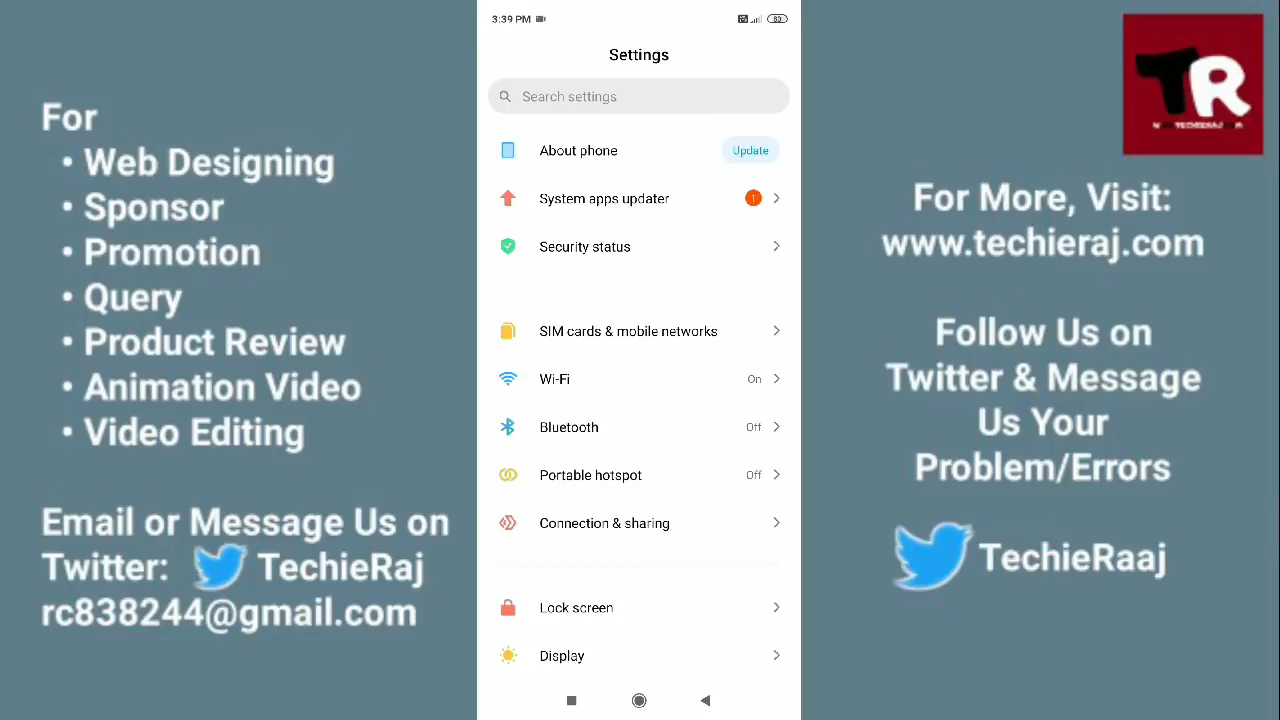 For
• Web Designing
• Sponsor
• Promotion
• Query
• Product Review
• Animation Video
• Video Editing
Email or Message Us on
Twitter: TechieRaj
rc838244@gmail.com
3:39 PM
80
Settings
Search settings
About phone Update
System apps updater 1
Security status
SIM cards & mobile networks
Wi-Fi On
Bluetooth Off
Portable hotspot Off
Connection & sharing
Lock screen
Display
TR
For More, Visit:
www.techieraj.com
Follow Us on
Twitter & Message
Us Your
Problem/Errors
TechieRaaj